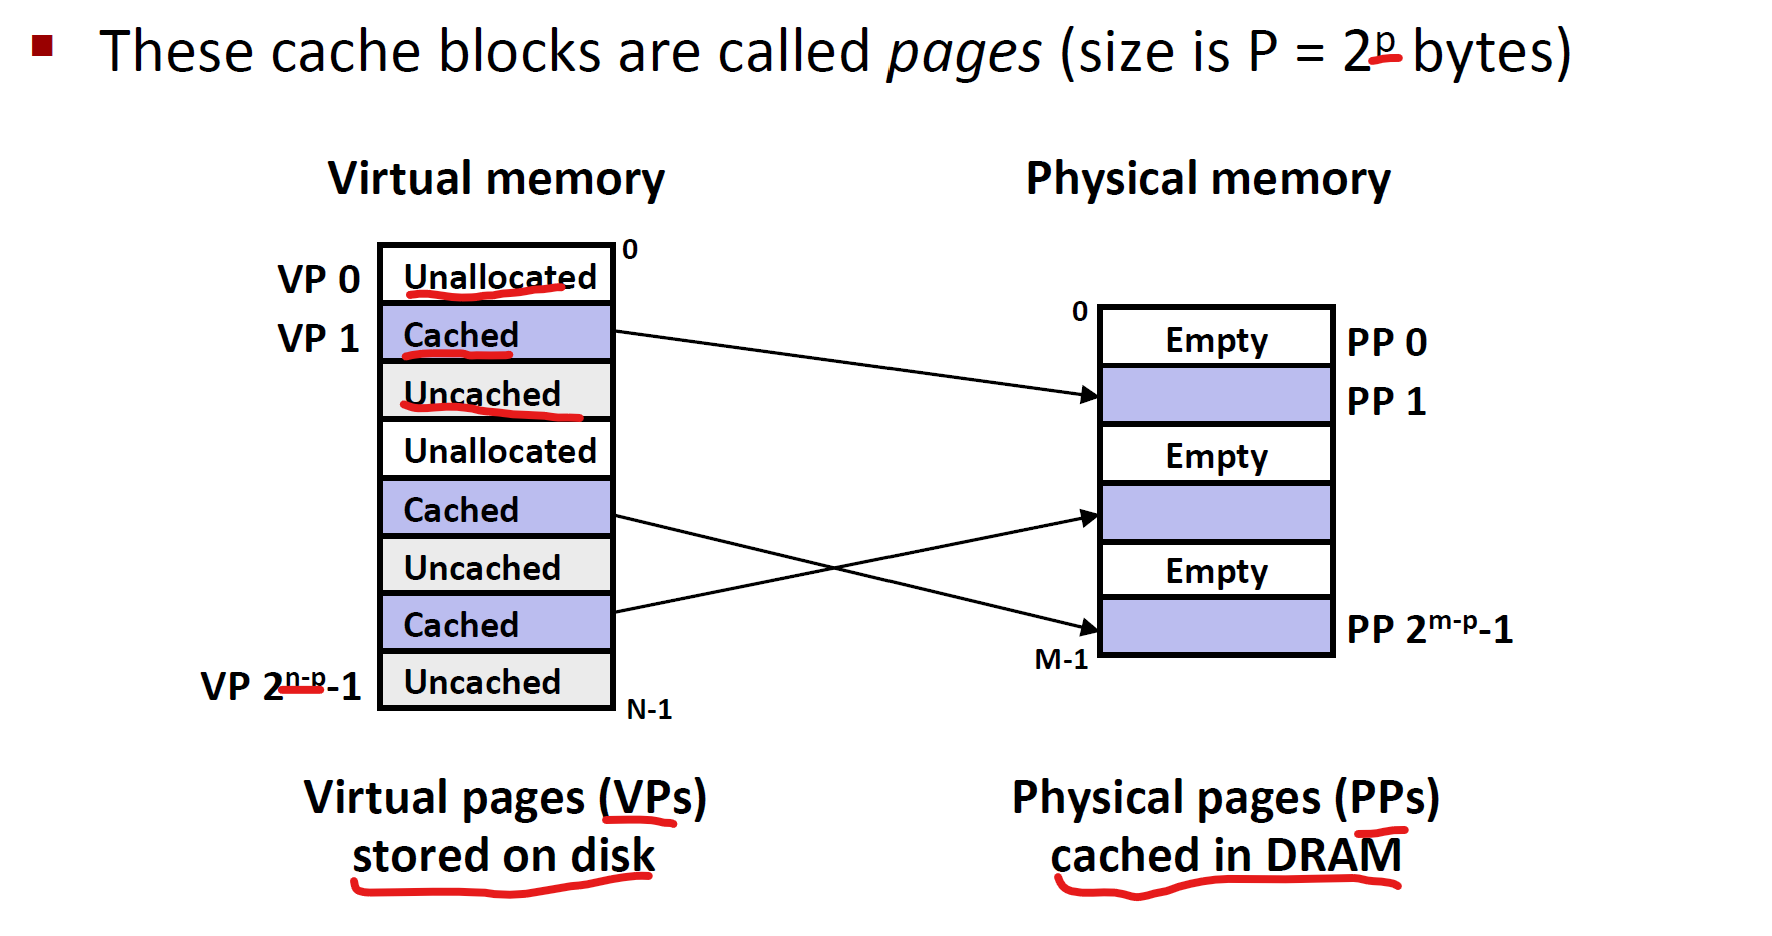 These cache blocks are called pages (size is P = 2^p bytes)
Virtual memory
Physical memory
0
VP 0 Unallocated
VP 1 Cached
Uncached
Unallocated
Cached
Uncached
Cached
VP 2^n-p-1 Uncached
N-1
0
Empty PP 0
PP 1
Empty
Empty
PP 2^m-p-1
M-1
Virtual pages (VPs)
stored on disk
Physical pages (PPs)
cached in DRAM